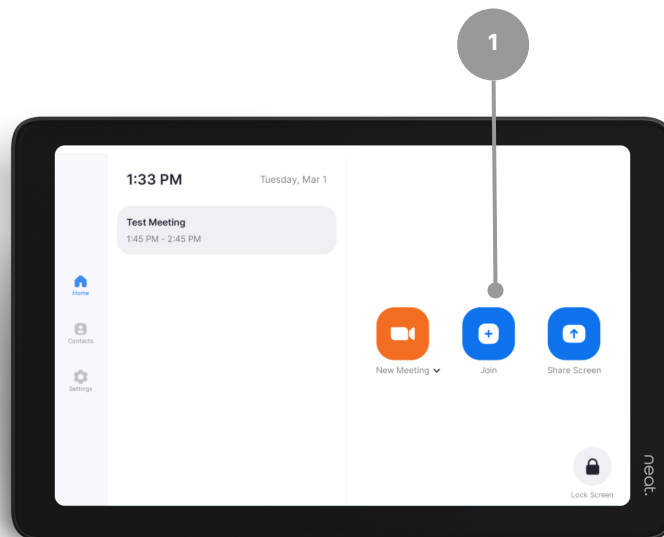 1
1:33 PM Tuesday, Mar 1
Test Meeting
1:45 PM - 2:45 PM
Home
Contacts
Settings
New Meeting
Join
Share Screen
Lock Screen
neat.